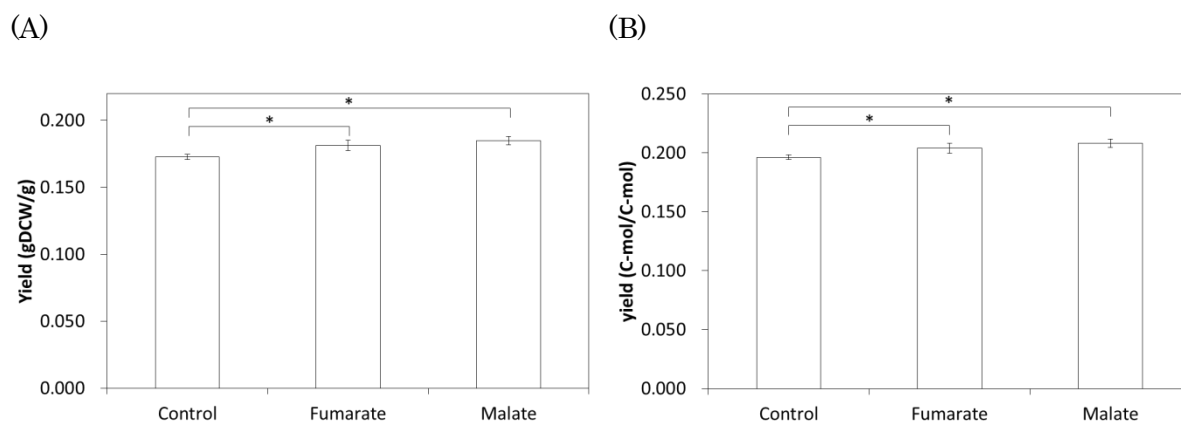 (A)
Yield (gDCW/g)
0.200
0.150
0.100
0.050
0.000
*
*
Control Fumarate Malate
(B)
yield (C-mol/C-mol)
0.250
0.200
0.150
0.100
0.050
0.000
*
*
Control Fumarate Malate